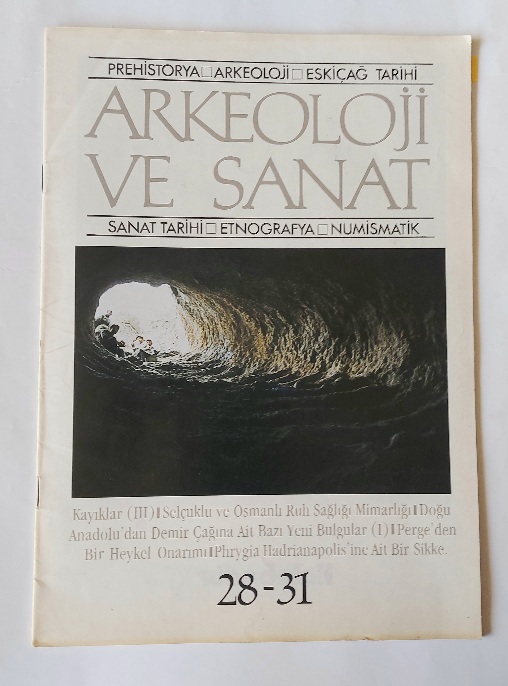 PREHİSTORYA□ARKEOLOJİ□ESKİÇAĞ TARİHİ
ARKEOLOJİ
VE SANAT
SANAT TARİHİ□ETNOGRAFYA□NUMİSMATİK
Kayıklar (III)❙Selçuklu ve Osmanlı Ruh Sağlığı Mimarlığı❙Doğu
Anadolu'dan Demir Çağına Ait Bazı Yeni Bulgular (I)❙Perge'den
Bir Heykel Onarımı❙Phrygia Hadrianapolis'ine Ait Bir Sikke.
28-31